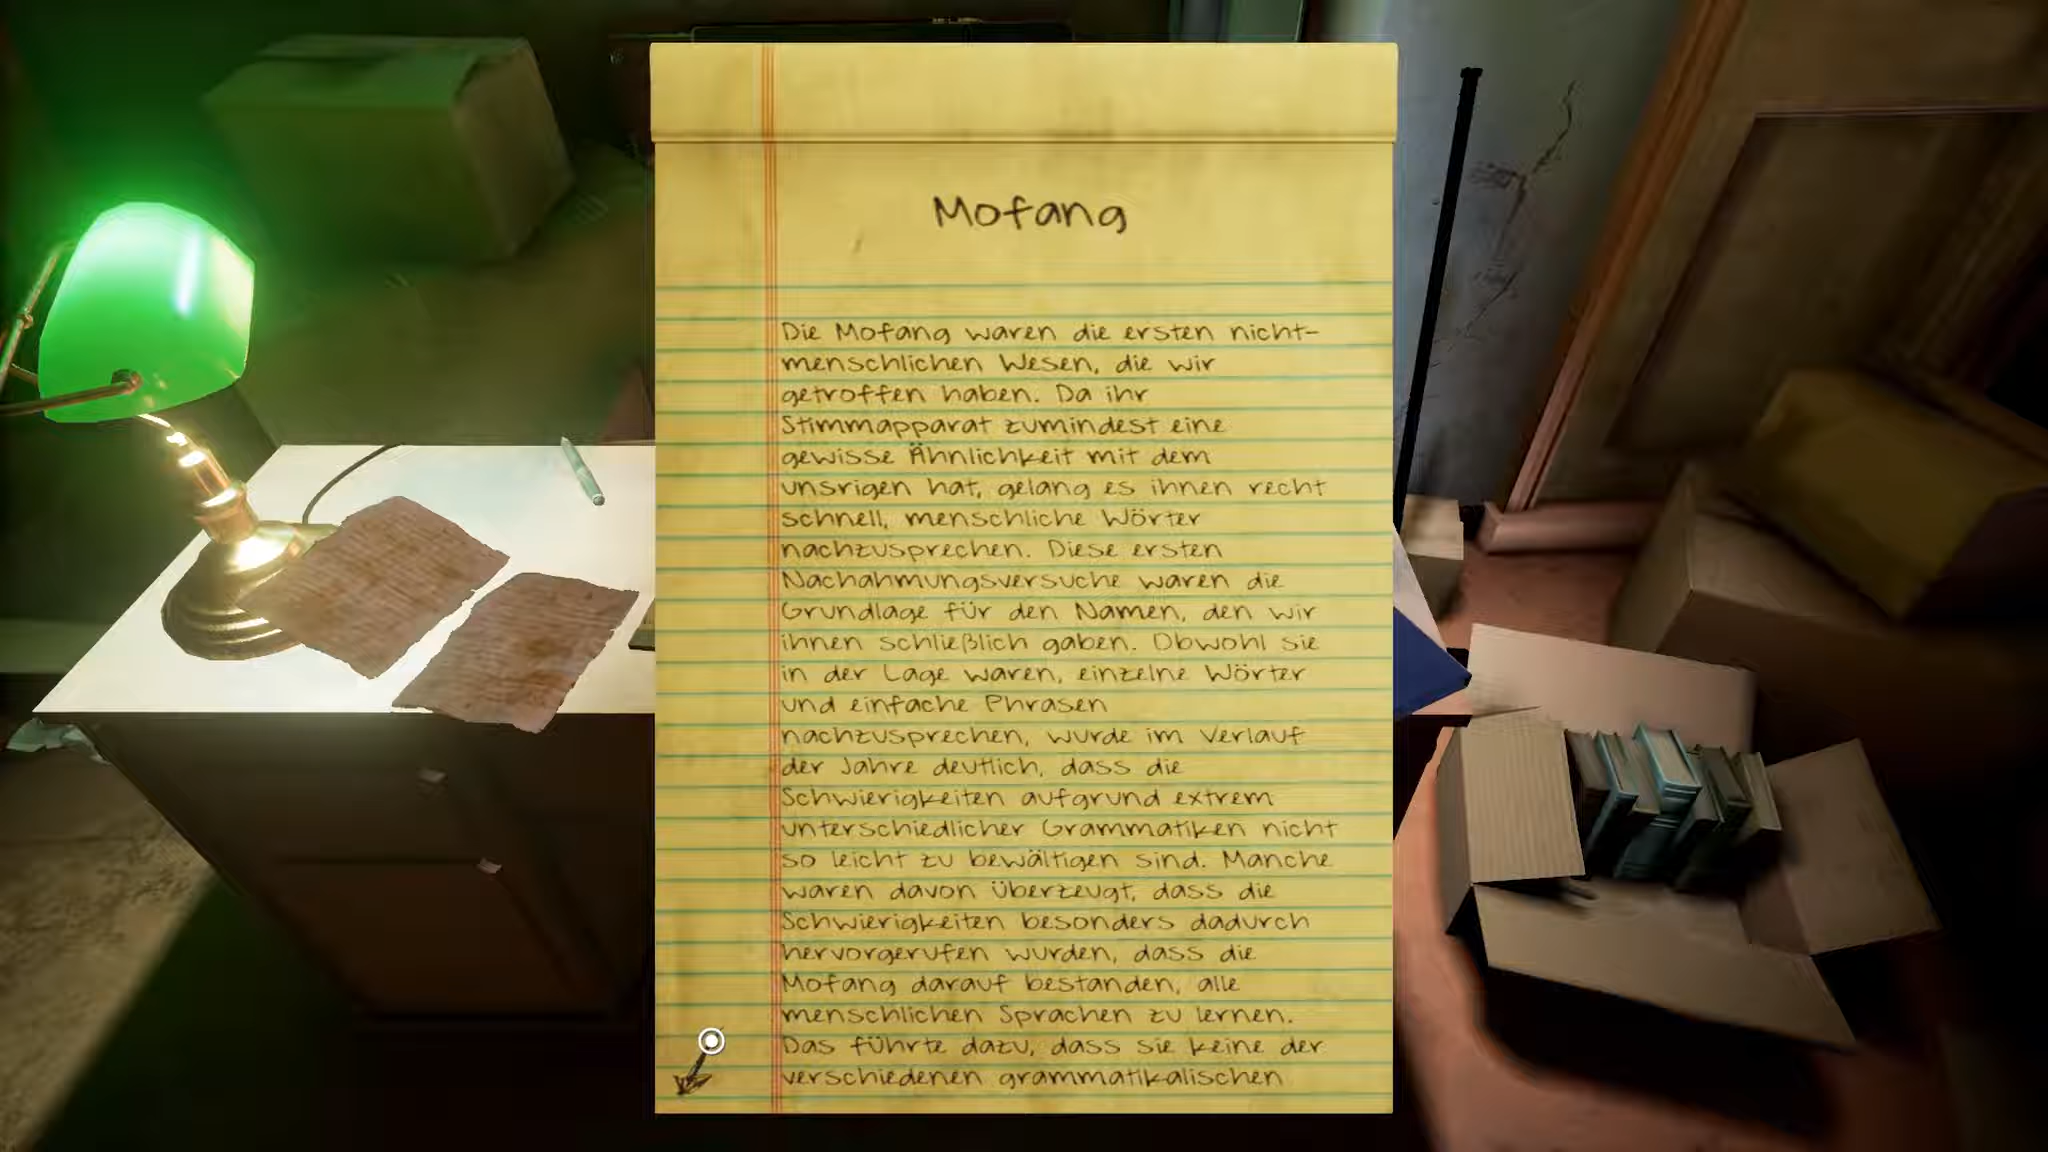 Mofang
Die Mofang waren die ersten nicht-
menschlichen Wesen, die wir
getroffen haben. Da ihr
Stimmapparat zumindest eine
gewisse Ähnlichkeit mit dem
unsrigen hat, gelang es ihnen recht
schnell, menschliche Wörter
nachzusprechen. Diese ersten
Nachahmungsversuche waren die
Grundlage für den Namen, den wir
ihnen schließlich gaben. Obwohl sie
in der Lage waren, einzelne Wörter
und einfache Phrasen
nachzusprechen, wurde im Verlauf
der Jahre deutlich, dass die
Schwierigkeiten aufgrund extrem
unterschiedlicher Grammatiken nicht
so leicht zu bewältigen sind. Manche
waren davon überzeugt, dass die
Schwierigkeiten besonders dadurch
hervorgerufen wurden, dass die
Mofang darauf bestanden, alle
menschlichen Sprachen zu lernen.
Das führte dazu, dass sie keine der
verschiedenen grammatikalischen